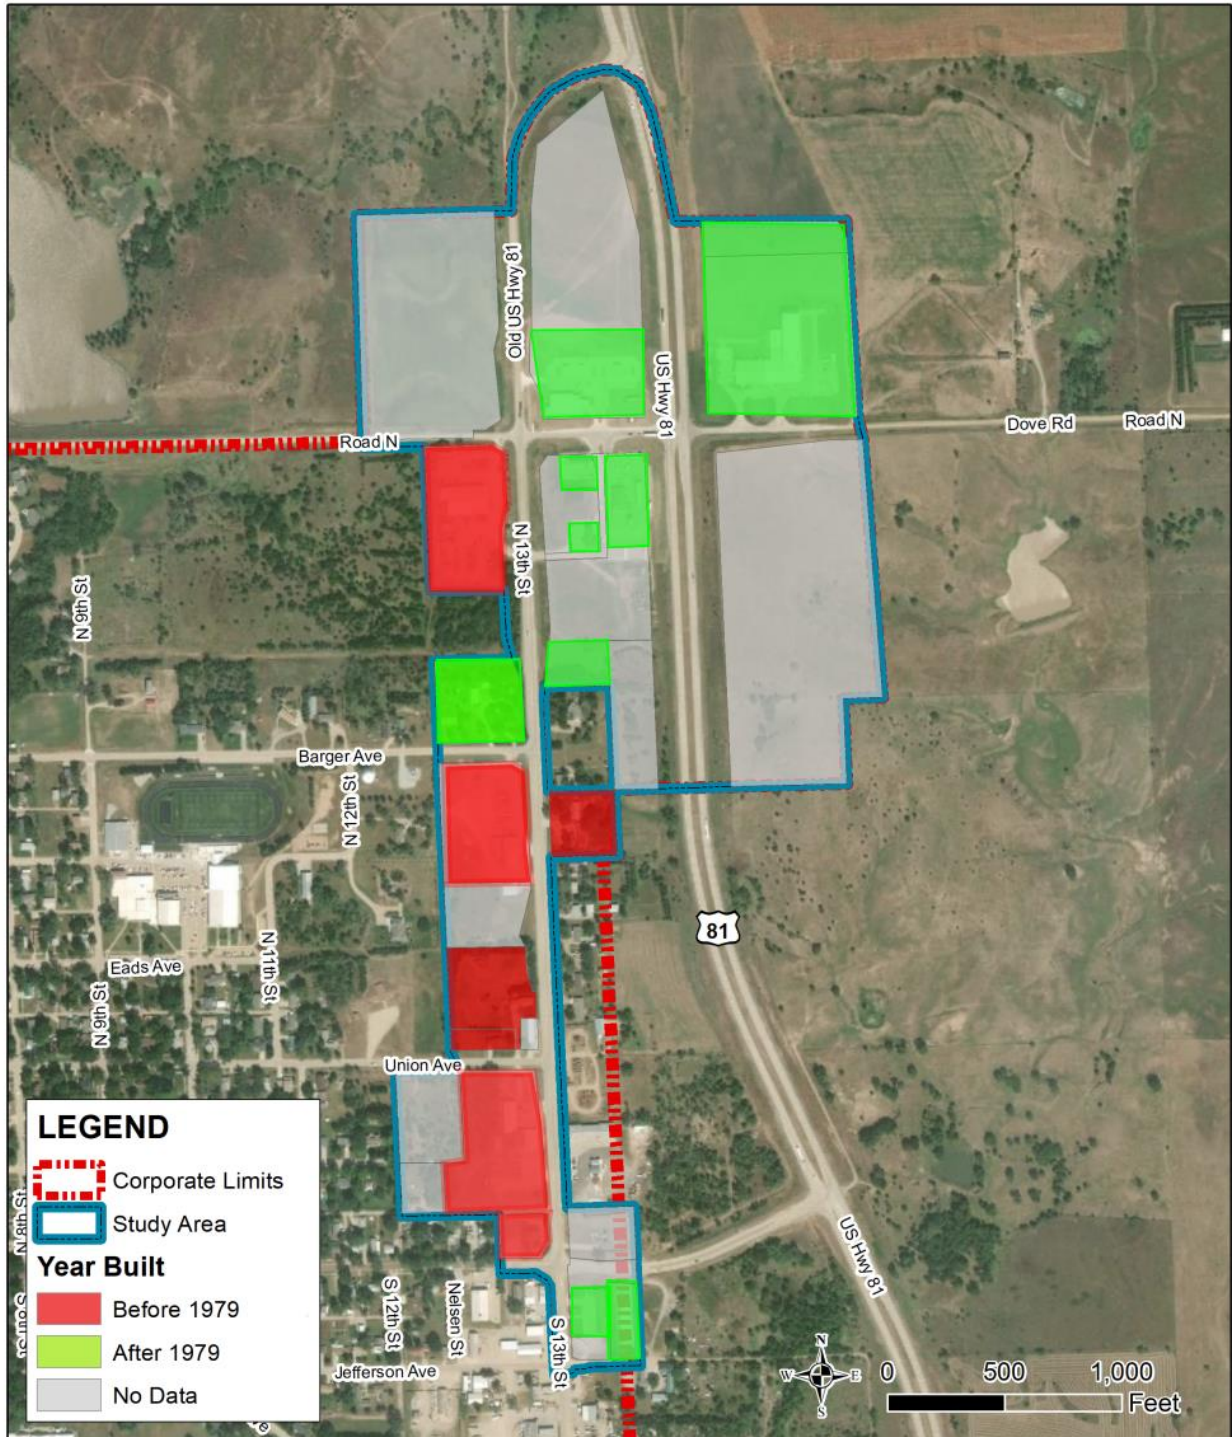 Old US Hwy 81
US Hwy 81
Road N
Dove Rd
Road N
N 13th St
N 9th St
Barger Ave
N 12th St
81
Eads Ave
N 11th St
N 9th St
Union Ave
LEGEND
Corporate Limits
Study Area
Year Built
Before 1979
After 1979
No Data
N 8th St
S 12th St
Nelsen St
S 13th St
Jefferson Ave
US Hwy 81
N
W
E
S
0
500
1,000
Feet